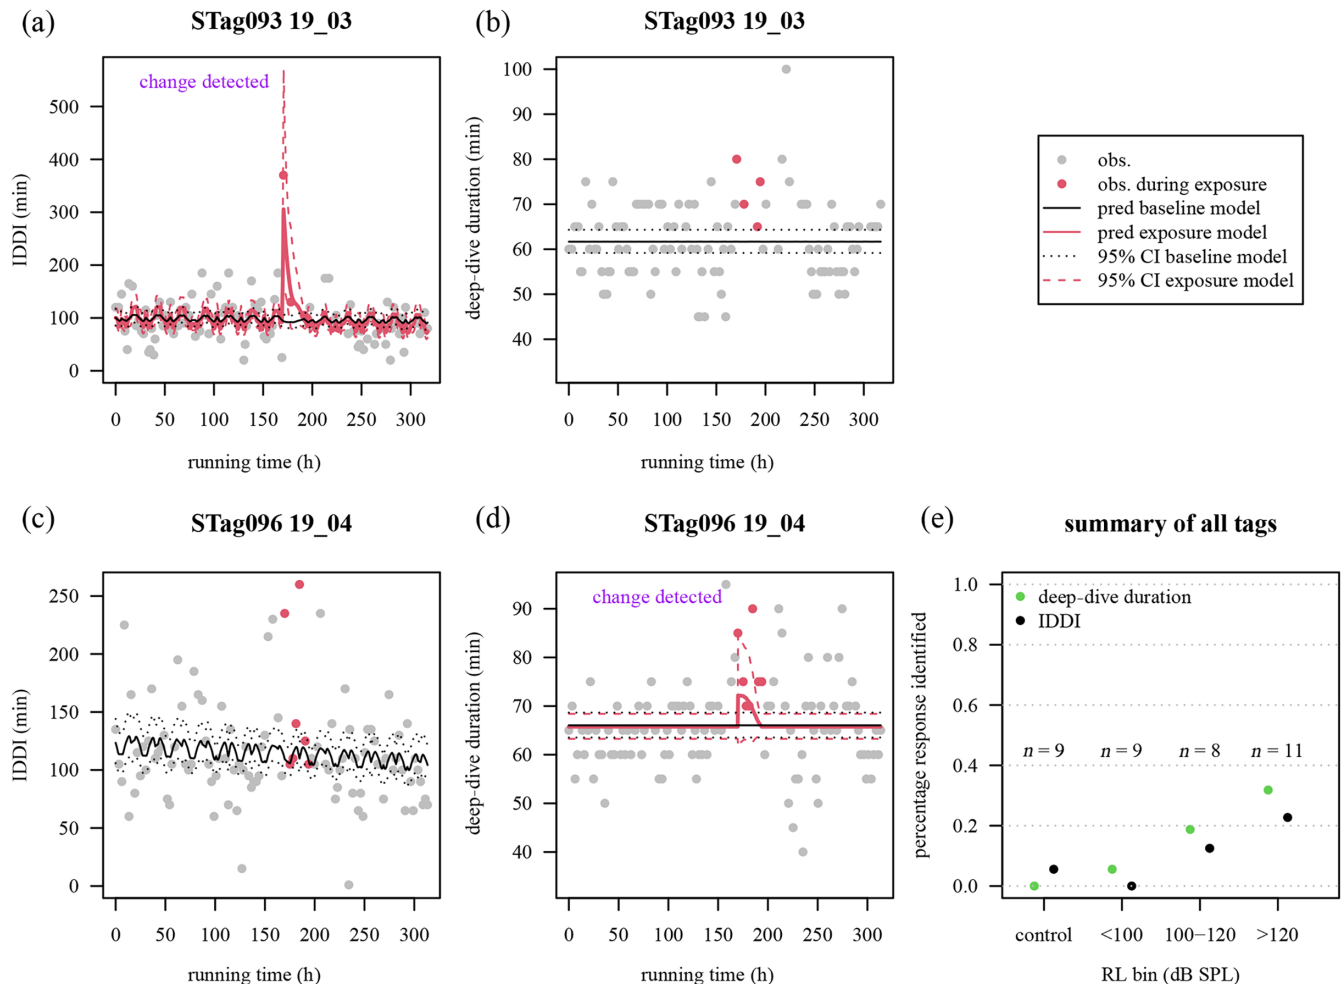 (a) STag093 19_03
change detected
IDDI (min)
500
400
300
200
100
0
0 50 100 150 200 250 300
running time (h)
(b) STag093 19_03
deep-dive duration (min)
100
90
80
70
60
50
40
0 50 100 150 200 250 300
running time (h)
obs.
obs. during exposure
pred baseline model
pred exposure model
95% CI baseline model
95% CI exposure model
(c) STag096 19_04
IDDI (min)
250
200
150
100
50
0
0 50 100 150 200 250 300
running time (h)
(d) STag096 19_04
change detected
deep-dive duration (min)
90
80
70
60
50
40
0 50 100 150 200 250 300
running time (h)
(e) summary of all tags
percentage response identified
1.0
0.8
0.6
0.4
0.2
0.0
deep-dive duration
IDDI
n = 9 n = 9 n = 8 n = 11
control <100 100−120 >120
RL bin (dB SPL)